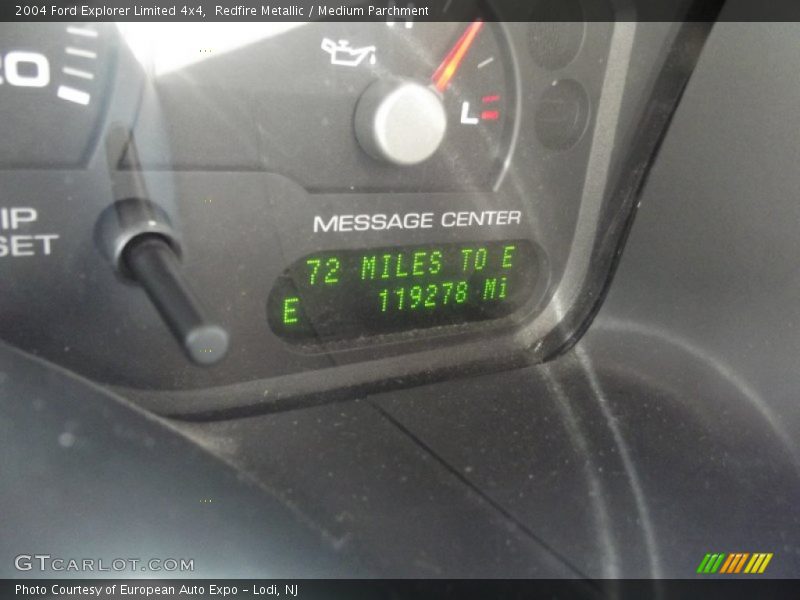 2004 Ford Explorer Limited 4x4, Redfire Metallic / Medium Parchment
L
IP
SET
MESSAGE CENTER
72 MILES TO E
E 119278 Mi
GTCARLOT.COM
Photo Courtesy of European Auto Expo - Lodi, NJ